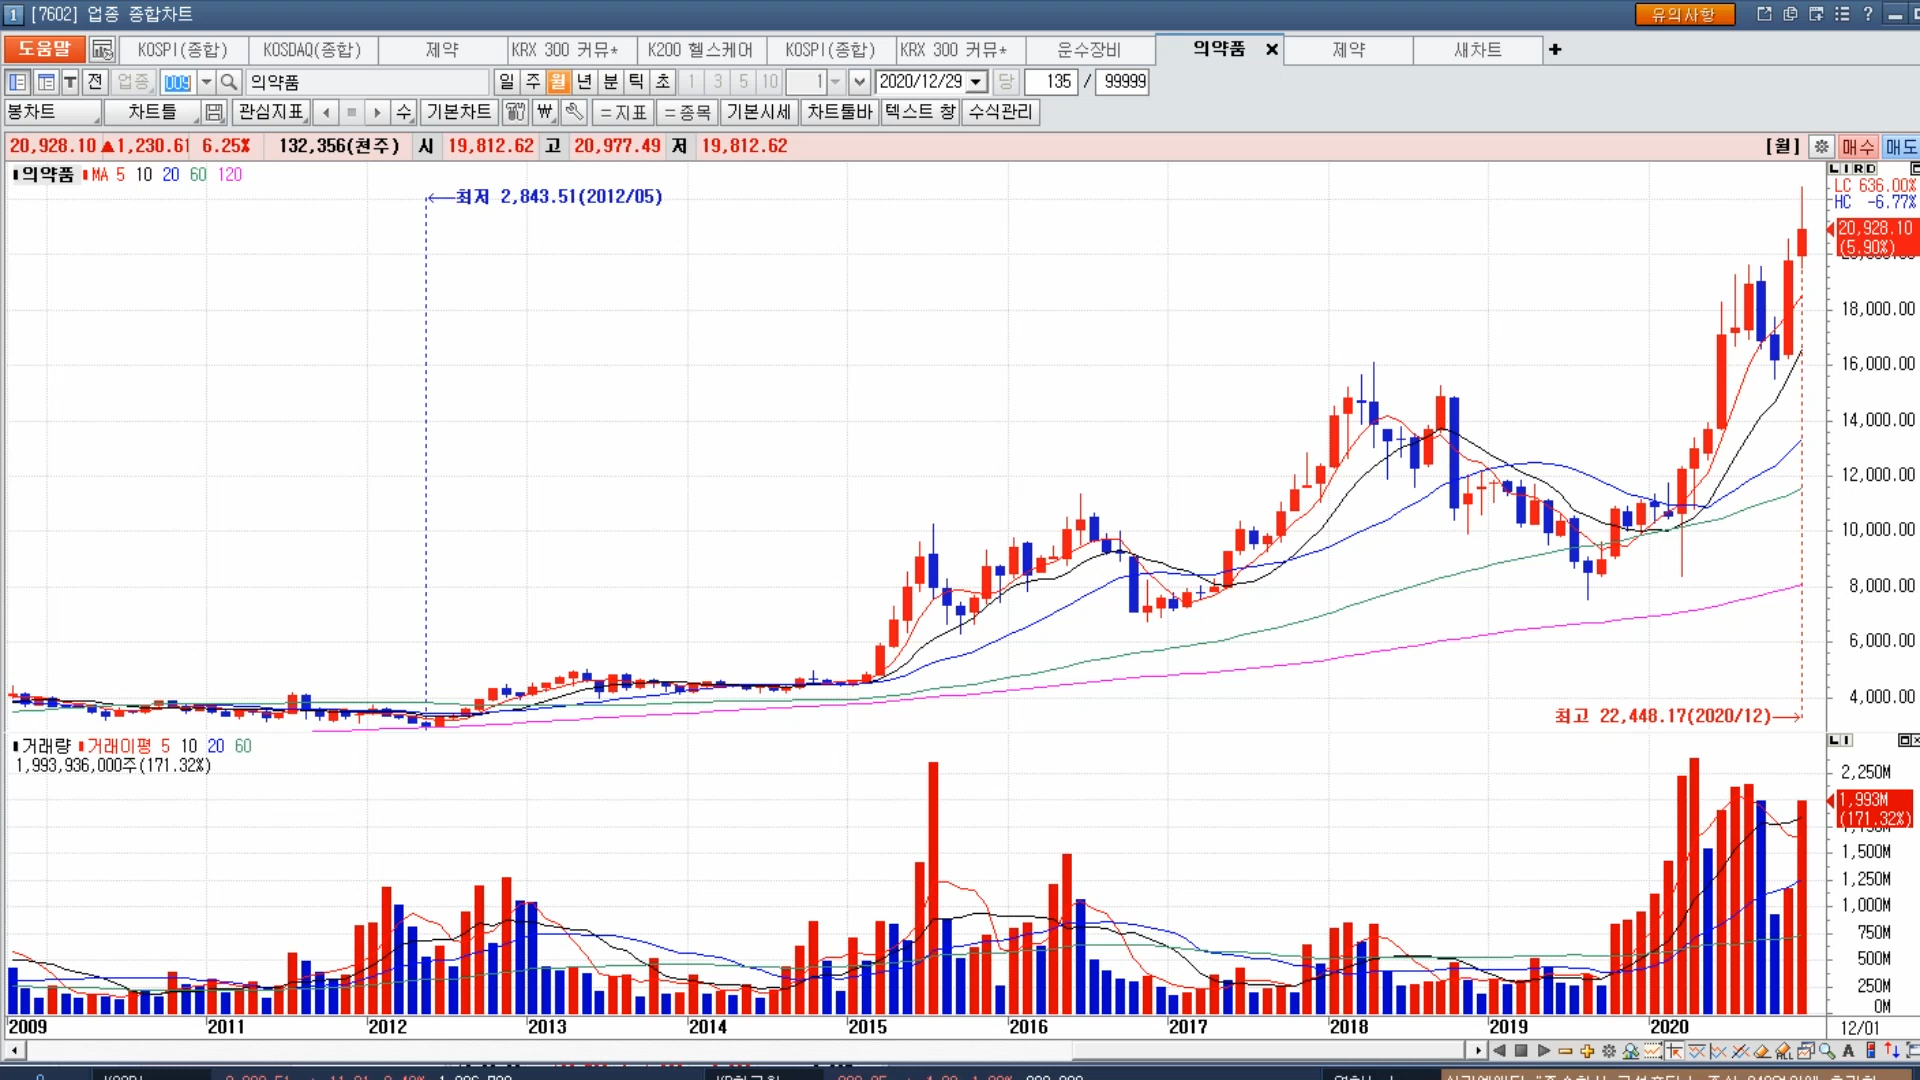 1 [7602] 업종 종합차트 유의사항 ?
도움말 KOSPI(종합) KOSDAQ(종합) 제약 KRX 300 커뮤* K200 헬스케어 KOSPI(종합) KRX 300 커뮤* 운수장비 의약품 × 제약 새차트 +
T 전 업종 009 의약품 일 주 월 년 분 틱 초 1 3 5 10 1 2020/12/29 당 135 / 99999
봉차트 차트틀 관심지표 수 기본차트 ₩ =지표 =종목 기본시세 차트툴바 텍스트 창 수식관리
20,928.10 ▲1,230.61 6.25% 132,356(천주) 시 19,812.62 고 20,977.49 저 19,812.62 [월] 매수 매도
의약품 MA 5 10 20 60 120
L I R D
LC 636.00%
HC -6.77%
←최저 2,843.51(2012/05)
20,928.10
(5.90%)
18,000.00
16,000.00
14,000.00
12,000.00
10,000.00
8,000.00
6,000.00
4,000.00
최고 22,448.17(2020/12)→
거래량 거래이평 5 10 20 60
L I
1,993,936,000주(171.32%)
2,250M
1,993M
(171.32%)
1,500M
1,250M
1,000M
750M
500M
250M
0M
2009 2011 2012 2013 2014 2015 2016 2017 2018 2019 2020 12/01
A